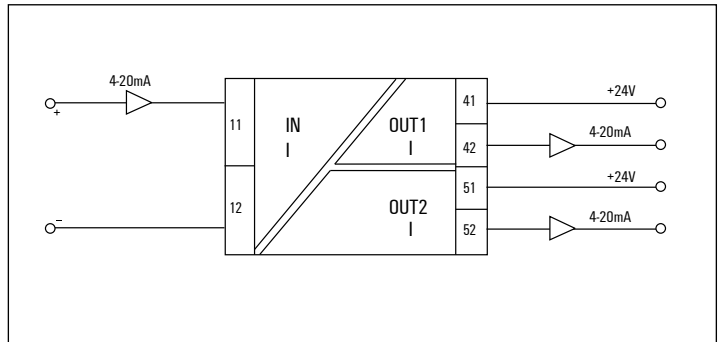 4-20mA
+
11
IN
I
12
−
OUT1
I
OUT2
I
41
+24V
42
4-20mA
51
+24V
52
4-20mA